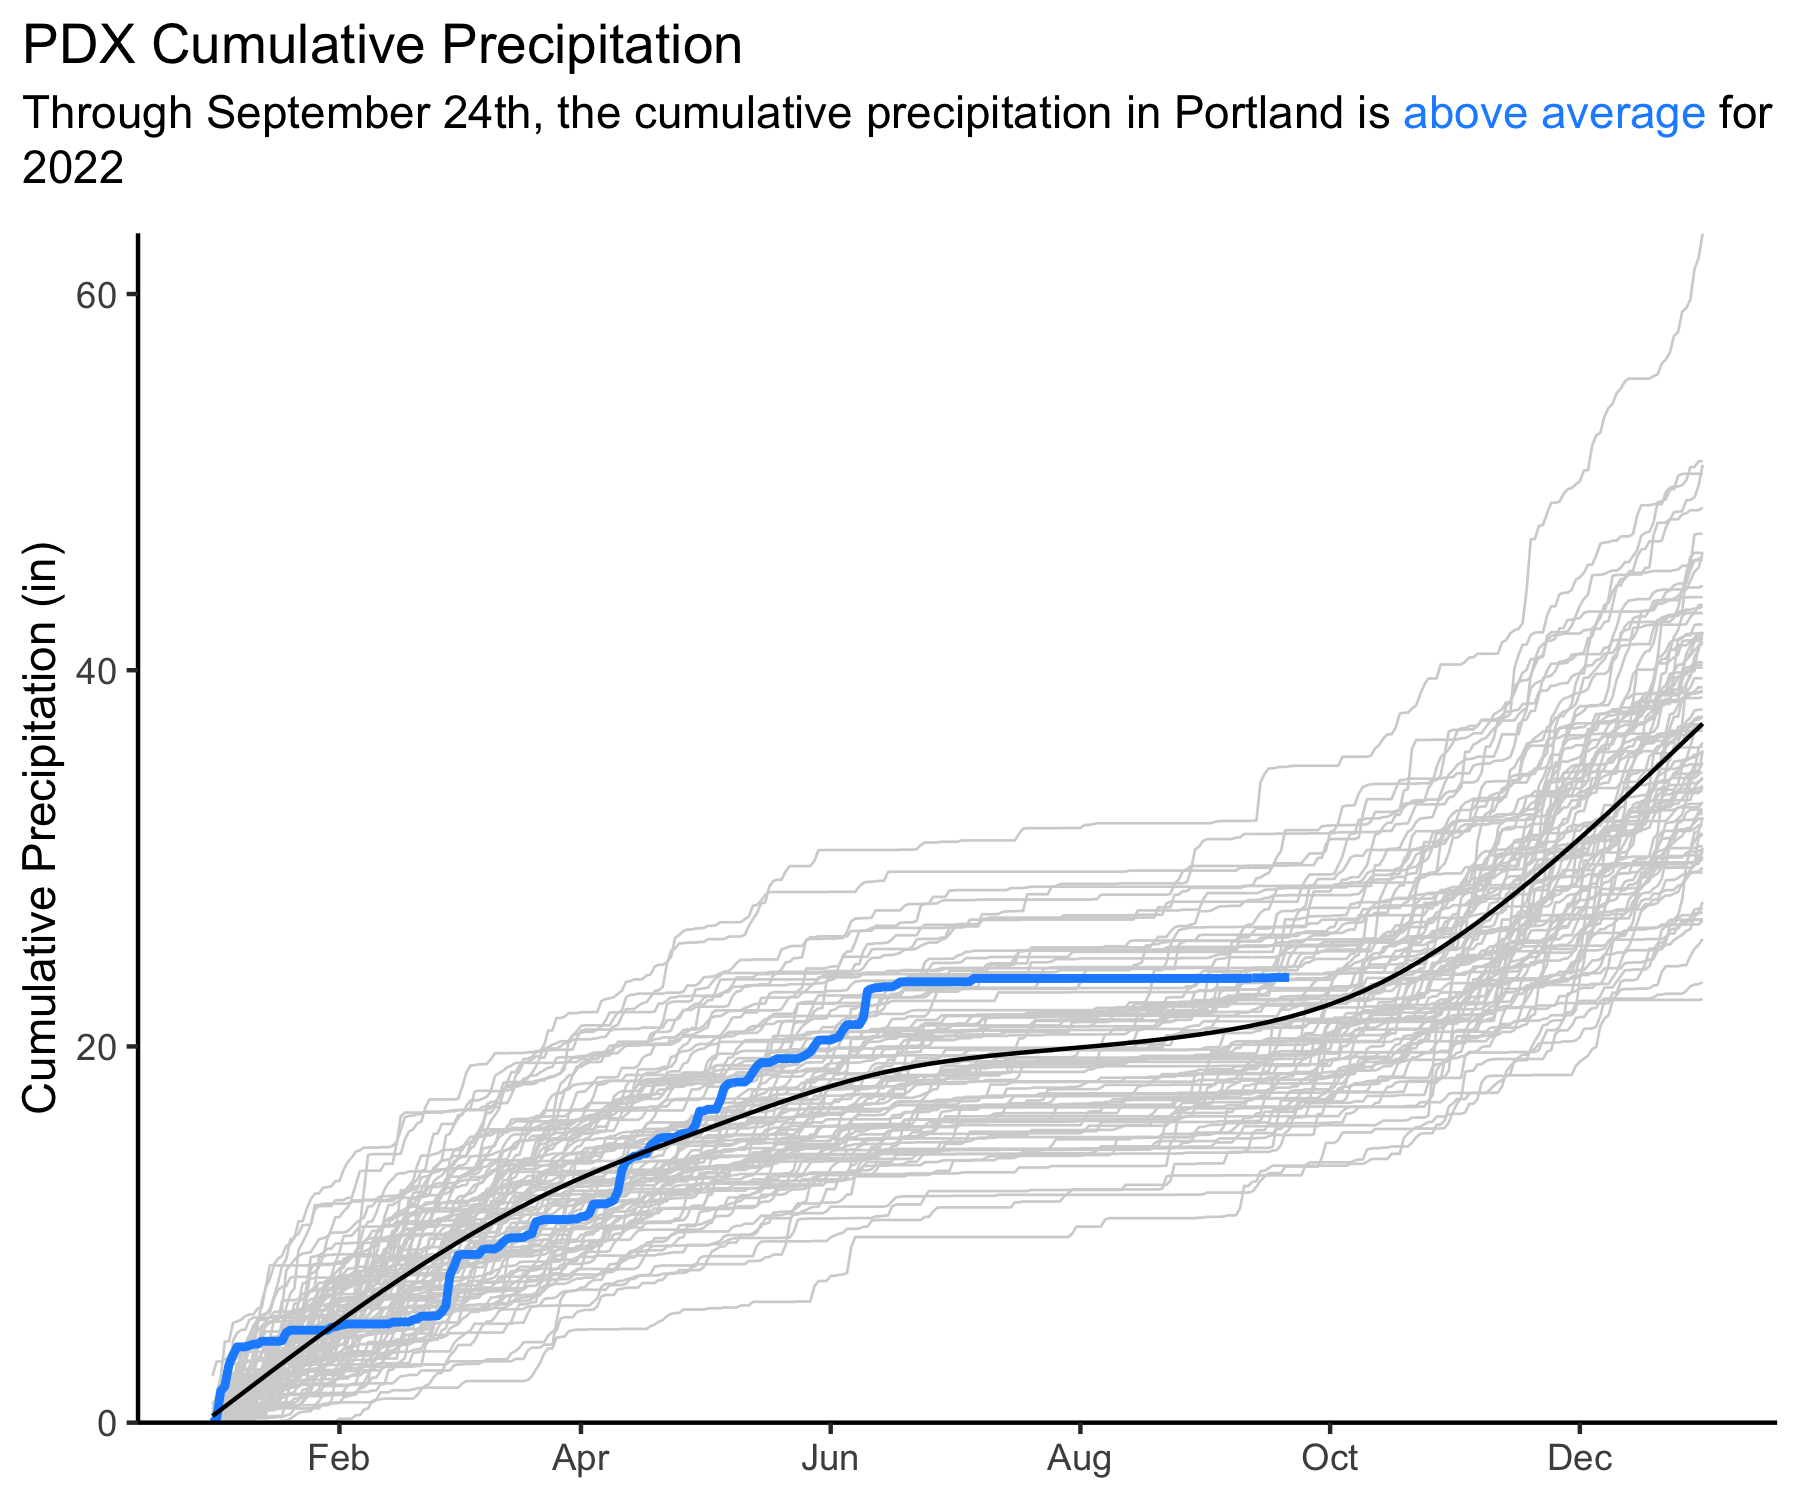 PDX Cumulative Precipitation
Through September 24th, the cumulative precipitation in Portland is above average for
2022
Cumulative Precipitation (in)
60
40
20
0
Feb Apr Jun Aug Oct Dec